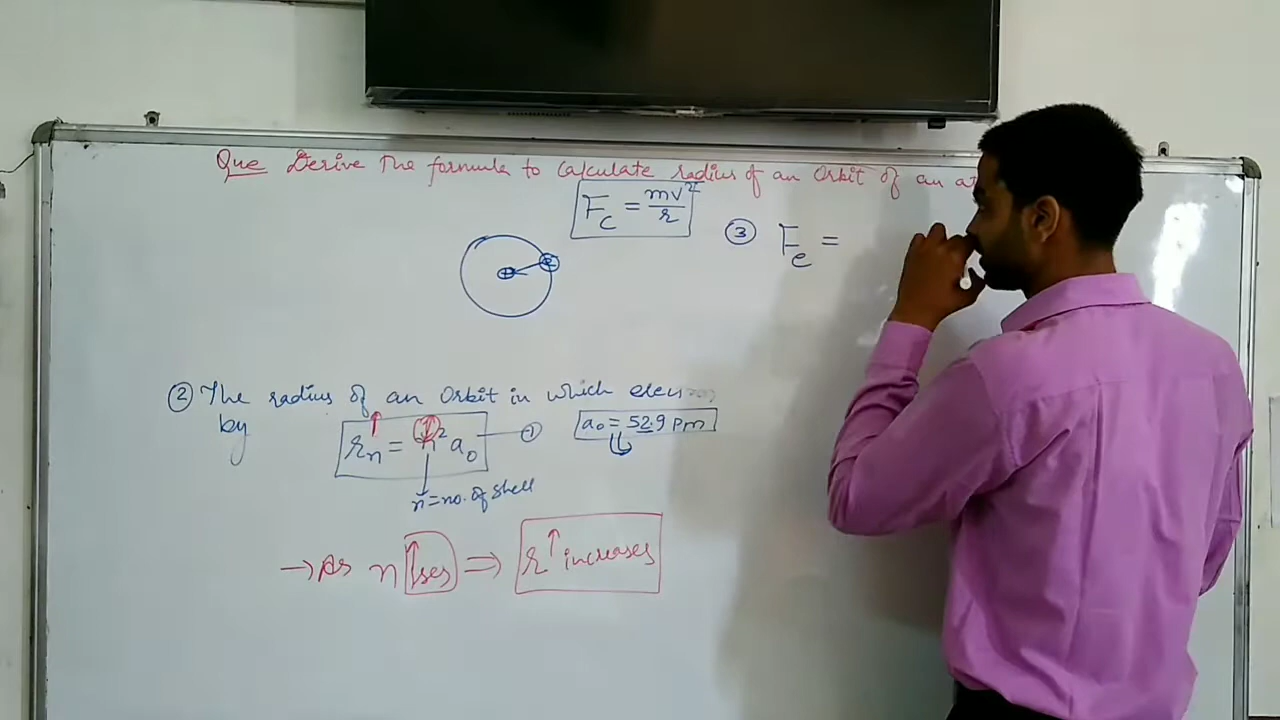 Que Derive The formula to Calculate radius of an Orbit of an
Fc = mv²/r
③ Fe =
② The radius of an Orbit in which
by
rn = n² a0 — ①
a0 = 52.9 pm
n = no. of shell
→ As n ↑ses ⇒ r ↑ increases